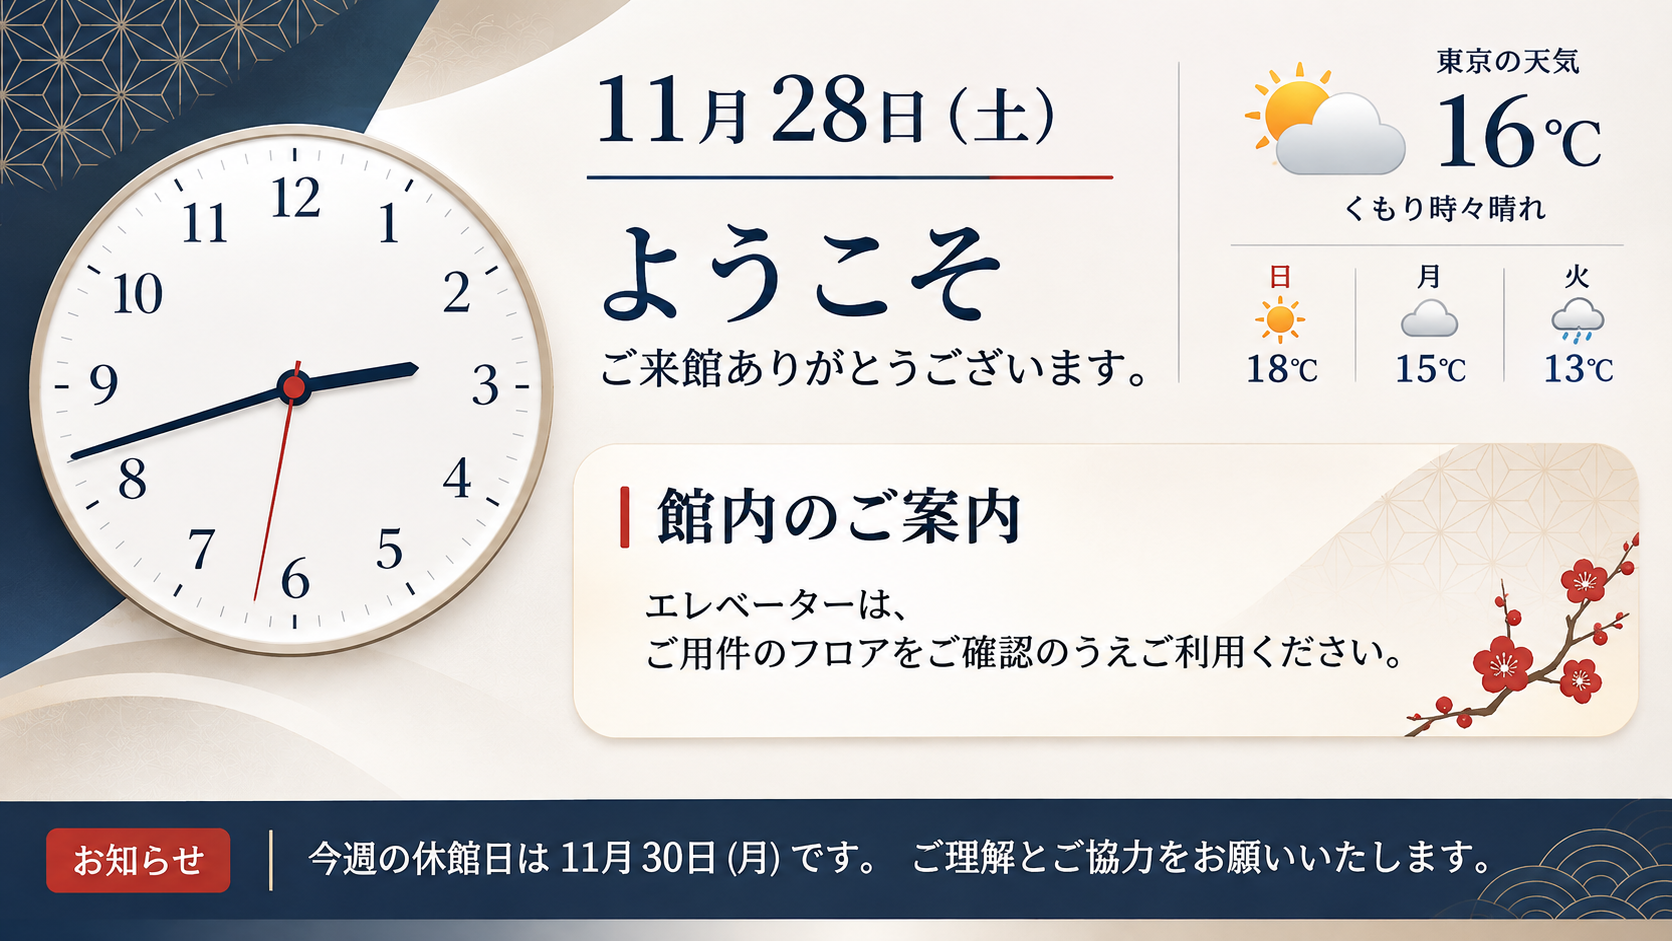 12
1
2
3
4
5
6
7
8
9
10
11
11月28日(土)
ようこそ
ご来館ありがとうございます。
東京の天気
16℃
くもり時々晴れ
日 月 火
18℃ 15℃ 13℃
館内のご案内
エレベーターは、
ご用件のフロアをご確認のうえご利用ください。
お知らせ
今週の休館日は 11月30日 (月) です。 ご理解とご協力をお願いいたします。